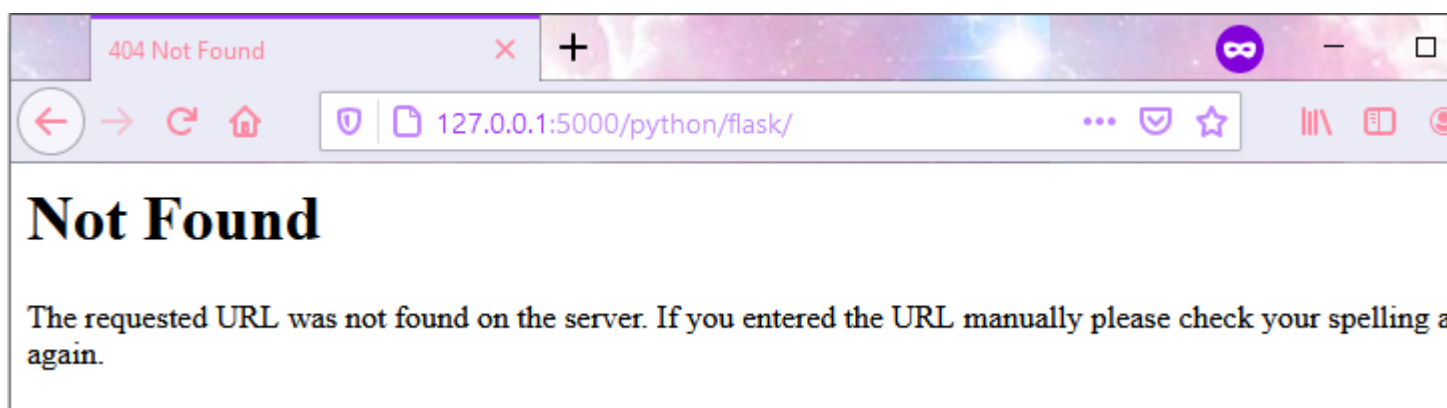 404 Not Found
127.0.0.1:5000/python/flask/
Not Found
The requested URL was not found on the server. If you entered the URL manually please check your spelling a
again.